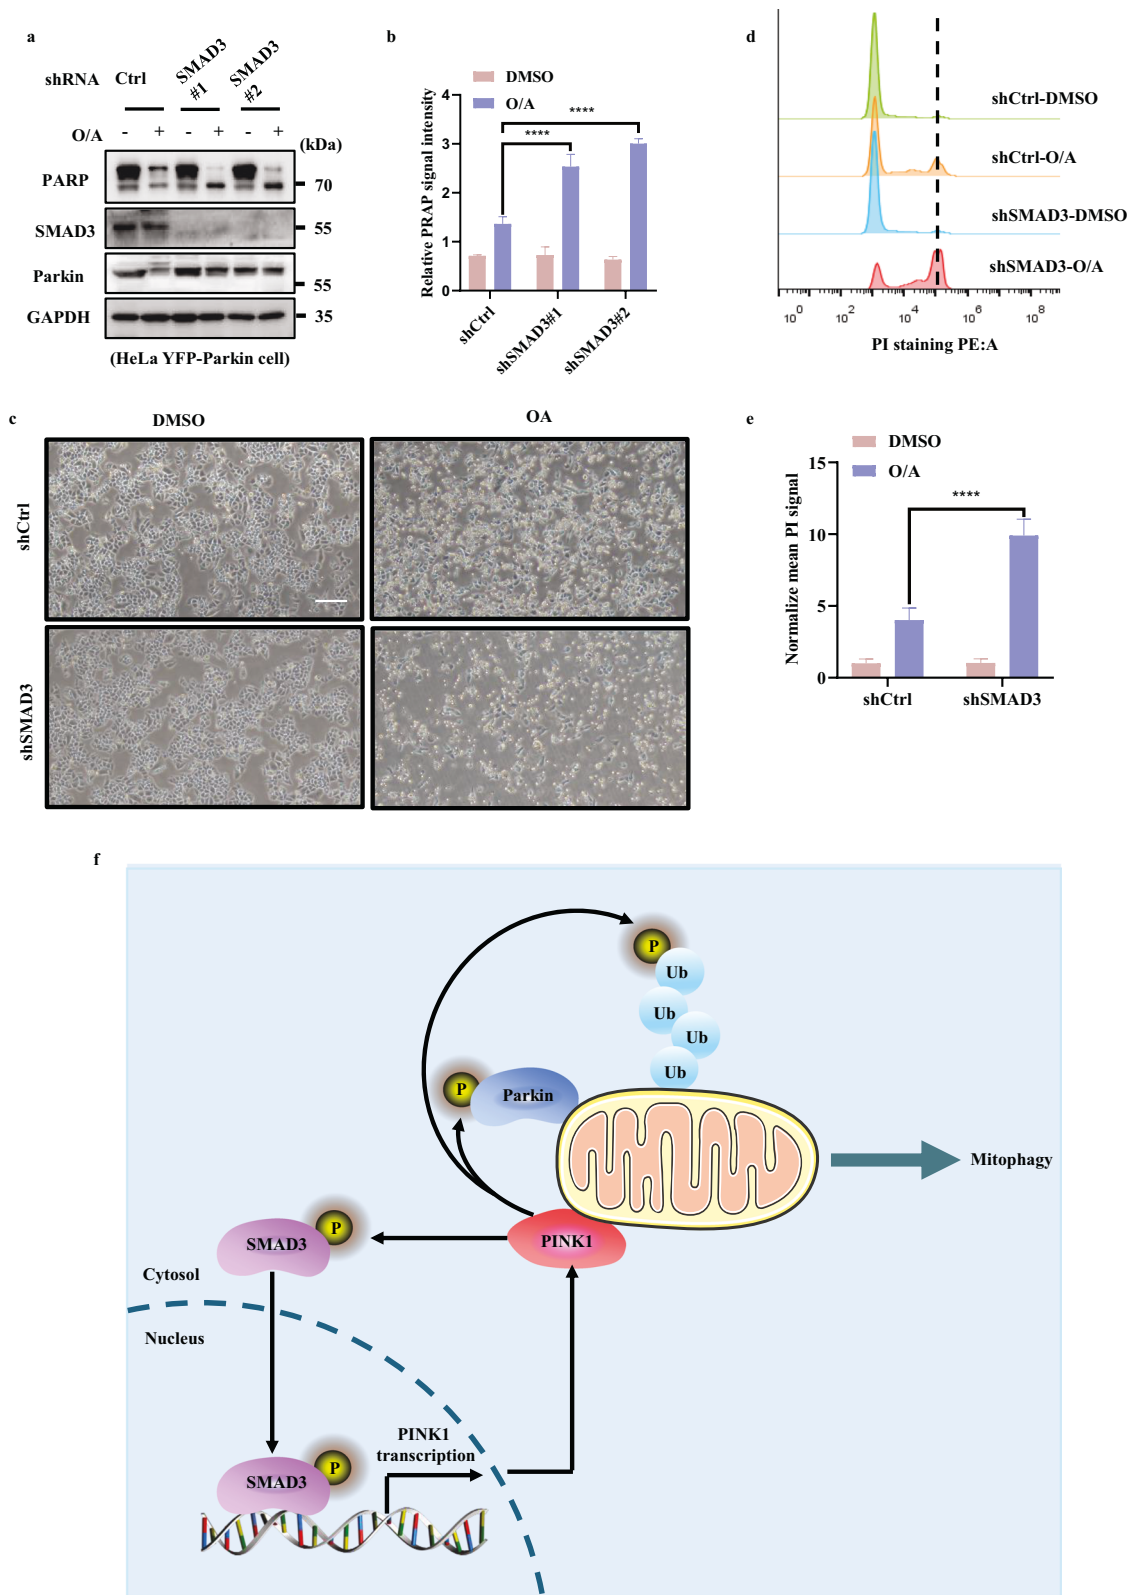 a
shRNA
Ctrl
SMAD3
#1
SMAD3
#2
O/A
-
+
-
+
-
+
(kDa)
PARP
70
SMAD3
55
Parkin
55
GAPDH
35
(HeLa YFP-Parkin cell)
b
DMSO
O/A
Relative PRAP signal intensity
4
3
2
1
0
****
****
shCtrl
shSMAD3#1
shSMAD3#2
d
shCtrl-DMSO
shCtrl-O/A
shSMAD3-DMSO
shSMAD3-O/A
10^0
10^2
10^4
10^6
10^8
PI staining PE:A
c
DMSO
OA
shCtrl
shSMAD3
e
DMSO
O/A
Normalize mean PI signal
15
10
5
0
****
shCtrl
shSMAD3
f
P
Ub
Ub
Ub
Ub
P
Parkin
Mitophagy
PINK1
SMAD3
P
Cytosol
Nucleus
PINK1
transcription
SMAD3
P